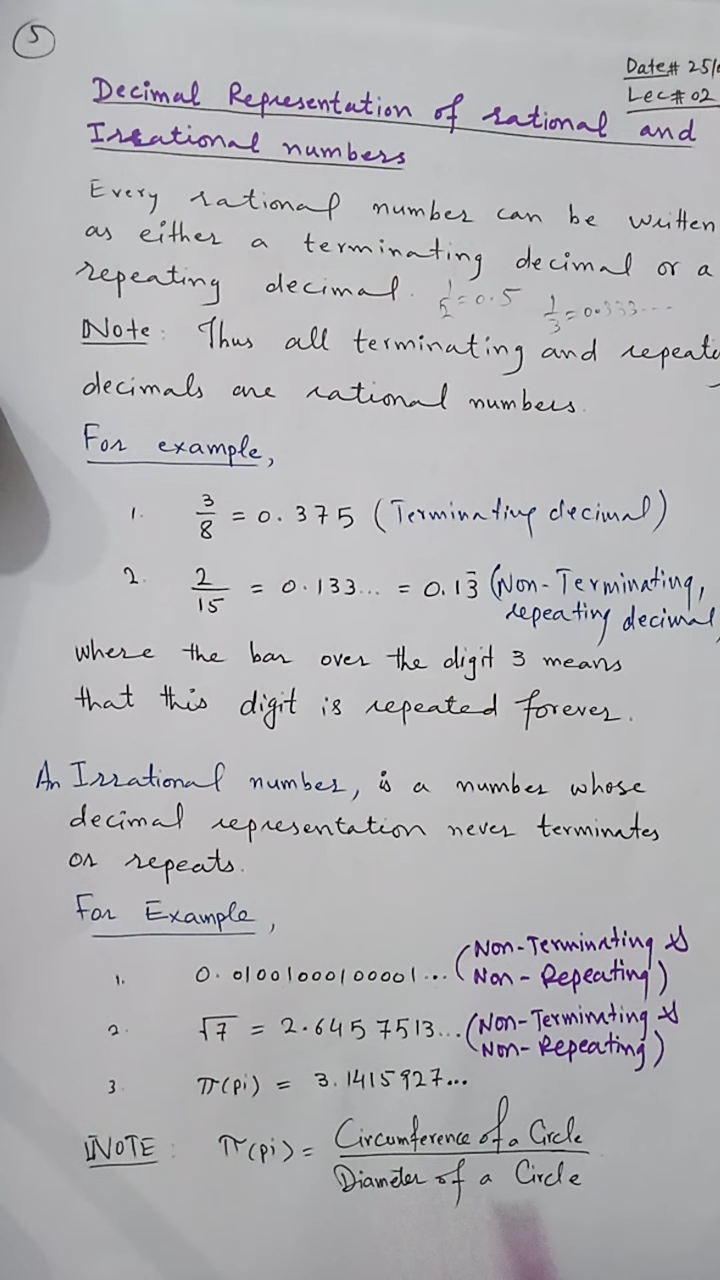 5
Date# 25/
Lec# 02
Decimal Representation of rational and
Irrational numbers
Every rational number can be written
as either a terminating decimal or a
repeating decimal. 1/2 = 0.5 1/3 = 0.333...
Note: Thus all terminating and
decimals are rational numbers.
For example,
1. 3/8 = 0.375 (Terminating decimal)
2. 2/15 = 0.133... = 0.13̄ (Non-Terminating,
repeating decimal
where the bar over the digit 3 means
that this digit is repeated forever.
An Irrational number, is a number whose
decimal representation never terminates
or repeats.
For Example,
1. 0.01001000100001... (Non-Terminating &
Non-Repeating)
2. √7 = 2.6457513... (Non-Terminating &
Non-Repeating)
3. π(pi) = 3.1415927...
NOTE: π(pi) = Circumference of a Circle
Diameter of a Circle